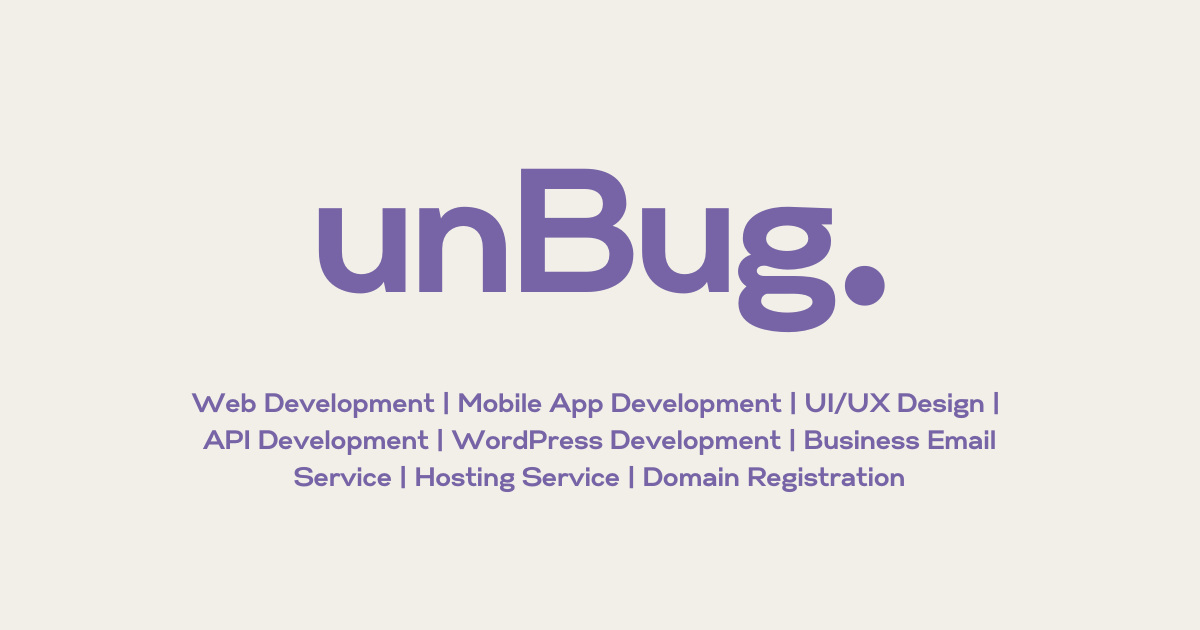 unBug.
Web Development | Mobile App Development | UI/UX Design |
API Development | WordPress Development | Business Email
Service | Hosting Service | Domain Registration